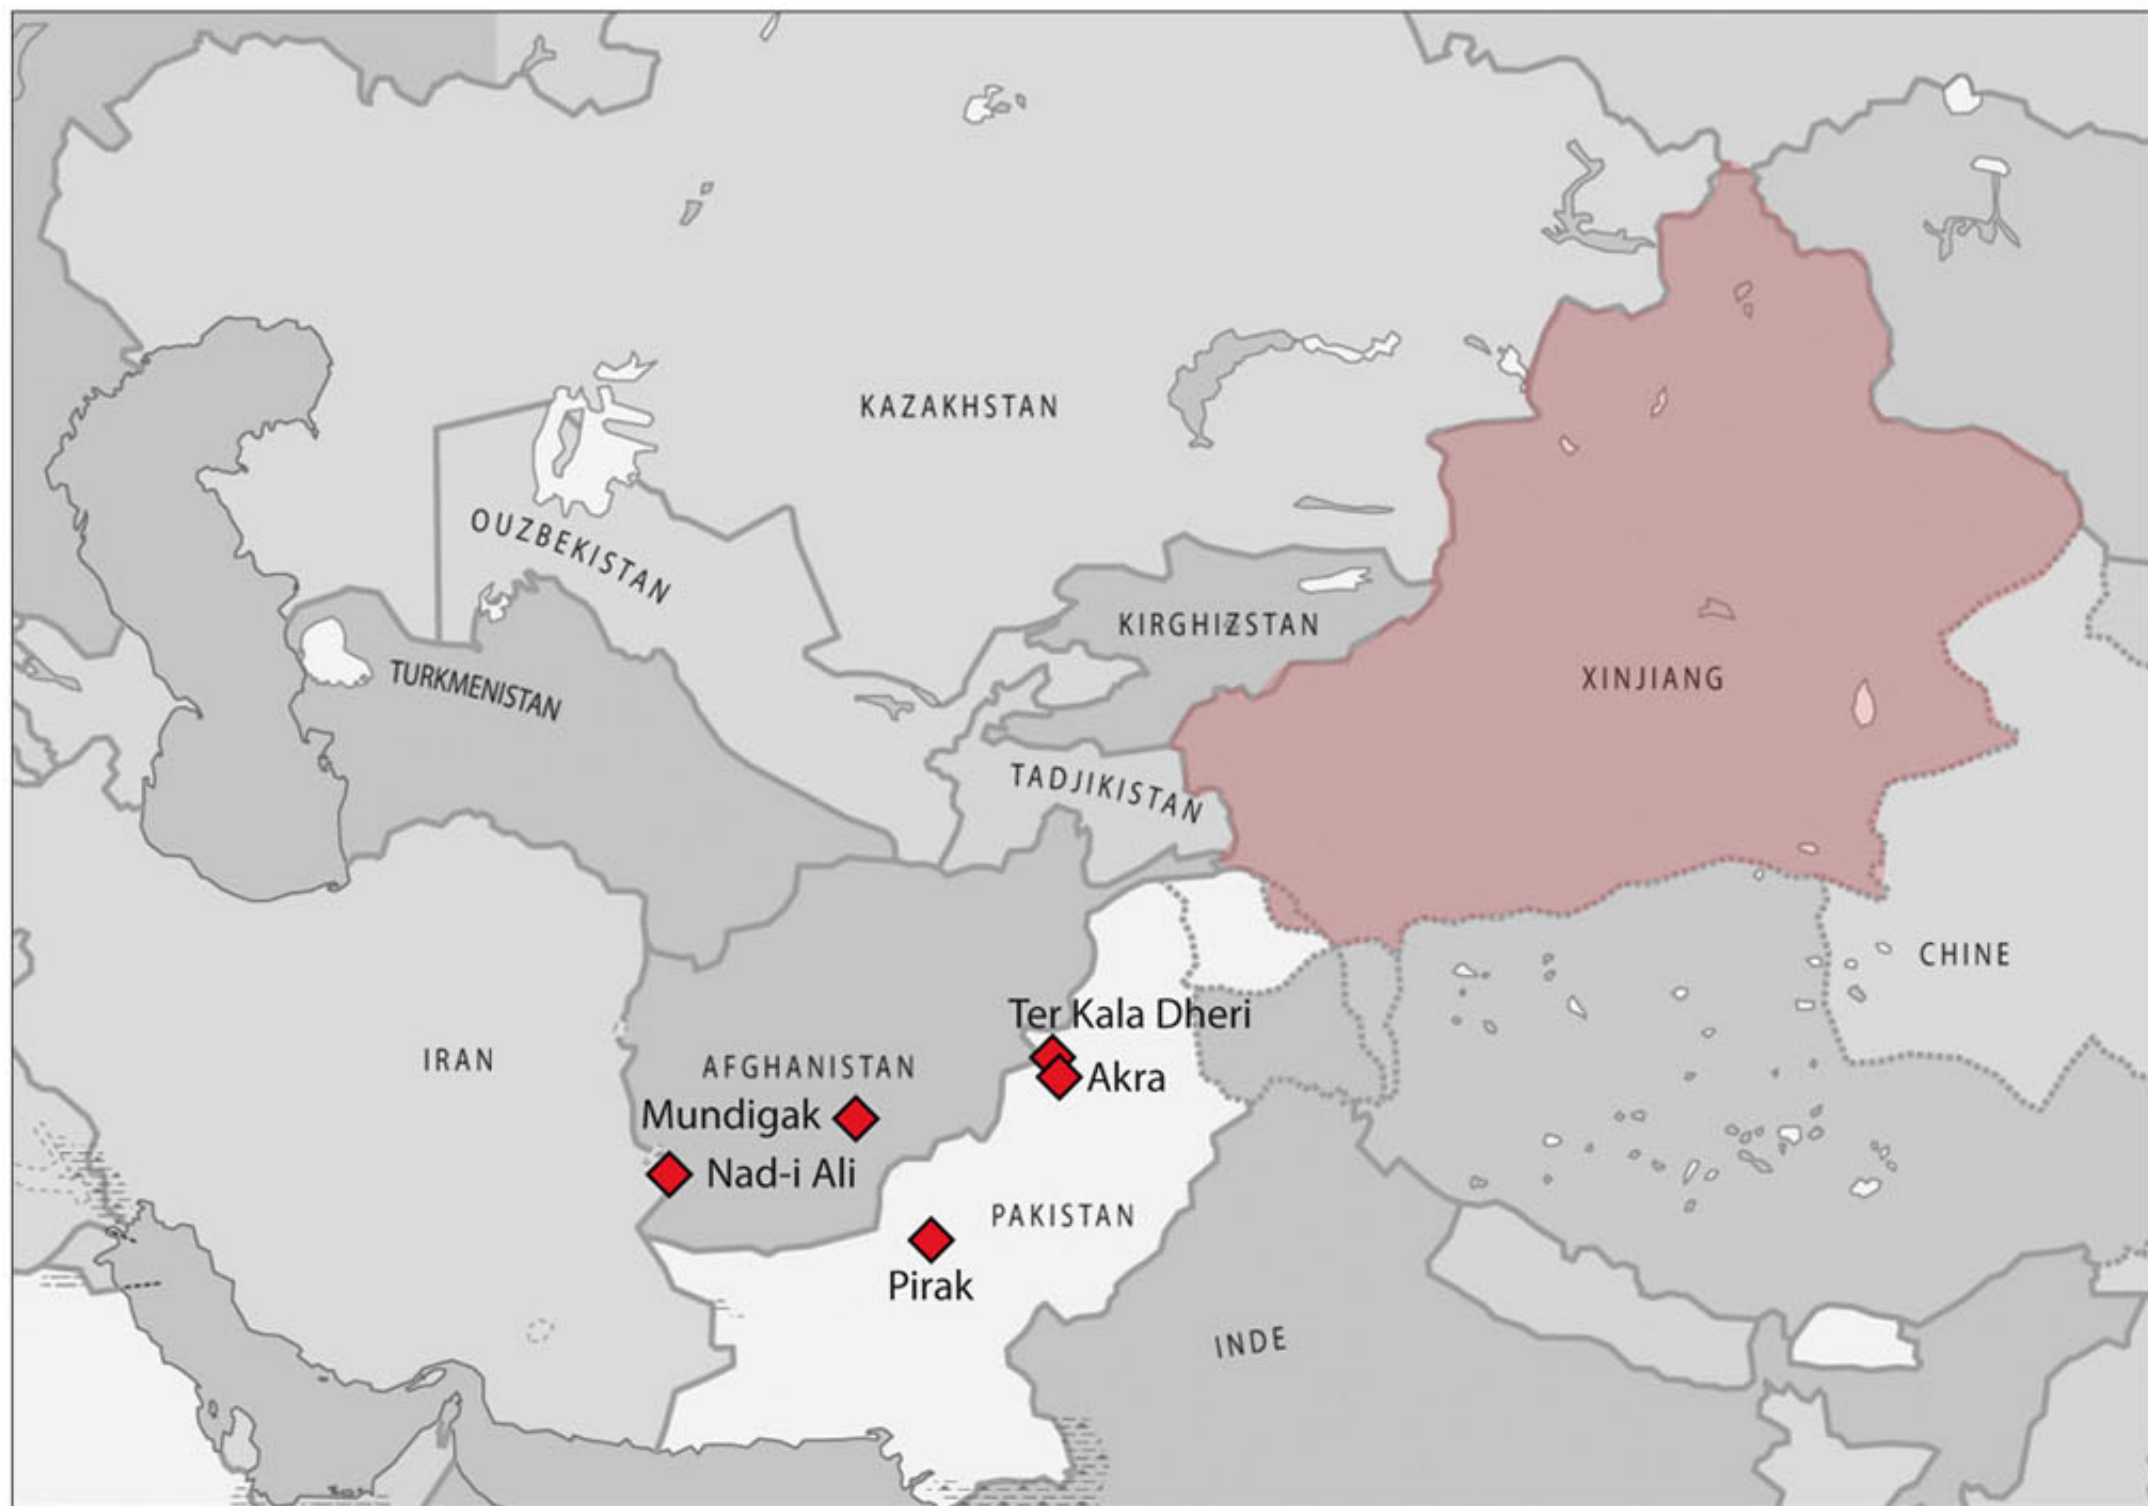 KAZAKHSTAN
OUZBEKISTAN
KIRGHIZSTAN
TURKMENISTAN
XINJIANG
TADJIKISTAN
CHINE
Ter Kala Dheri
IRAN
AFGHANISTAN
Akra
Mundigak
Nad-i Ali
PAKISTAN
Pirak
INDE